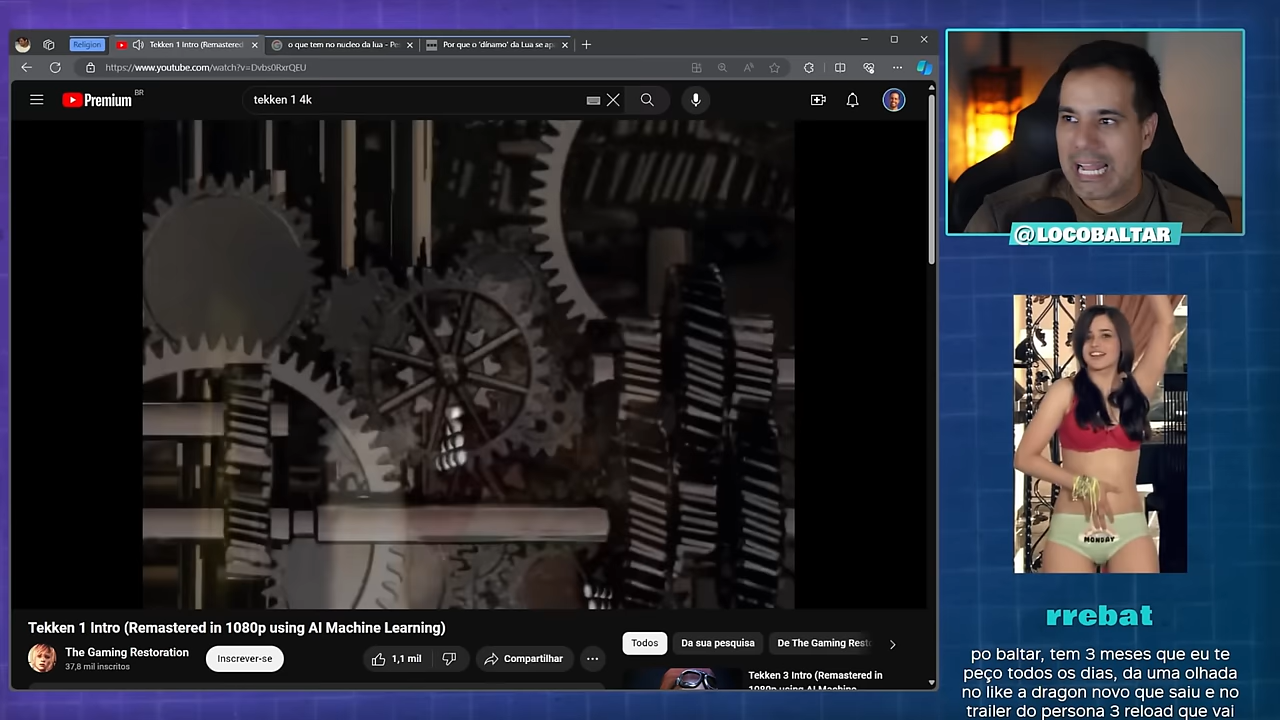 Religion
Tekken 1 Intro (Remastered
o que tem no nucleo da lua - Pe
Por que o 'dínamo' da Lua se ap
https://www.youtube.com/watch?v=Dvbs0RxrQEU
Premium
BR
tekken 1 4k
@LOCOBALTAR
MONDAY
Tekken 1 Intro (Remastered in 1080p using AI Machine Learning)
The Gaming Restoration
37,8 mil inscritos
Inscrever-se
1,1 mil
Compartilhar
Todos
Da sua pesquisa
De The Gaming Resto
Tekken 3 Intro (Remastered in
1080p using AI Machine
rrebat
po baltar, tem 3 meses que eu te
peço todos os dias, da uma olhada
no like a dragon novo que saiu e no
trailer do persona 3 reload que vai